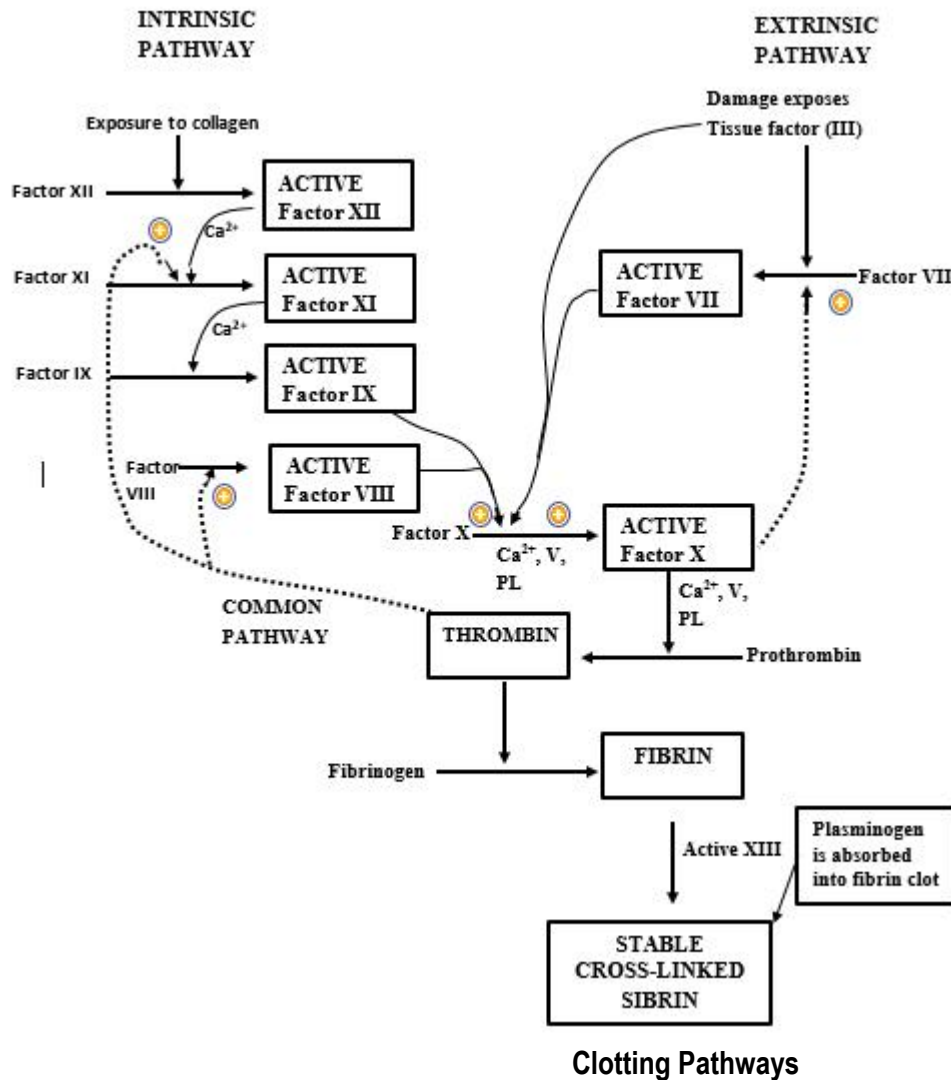 INTRINSIC
PATHWAY
EXTRINSIC
PATHWAY
Exposure to collagen
Damage exposes
Tissue factor (III)
Factor XII
ACTIVE
Factor XII
Ca²⁺
Factor XI
ACTIVE
Factor XI
Ca²⁺
ACTIVE
Factor VII
Factor VII
Factor IX
ACTIVE
Factor IX
Factor
VIII
ACTIVE
Factor VIII
Factor X
Ca²⁺, V,
PL
ACTIVE
Factor X
Ca²⁺, V,
PL
COMMON
PATHWAY
THROMBIN
Prothrombin
Fibrinogen
FIBRIN
Active XIII
Plasminogen
is absorbed
into fibrin clot
STABLE
CROSS-LINKED
SIBRIN
Clotting Pathways